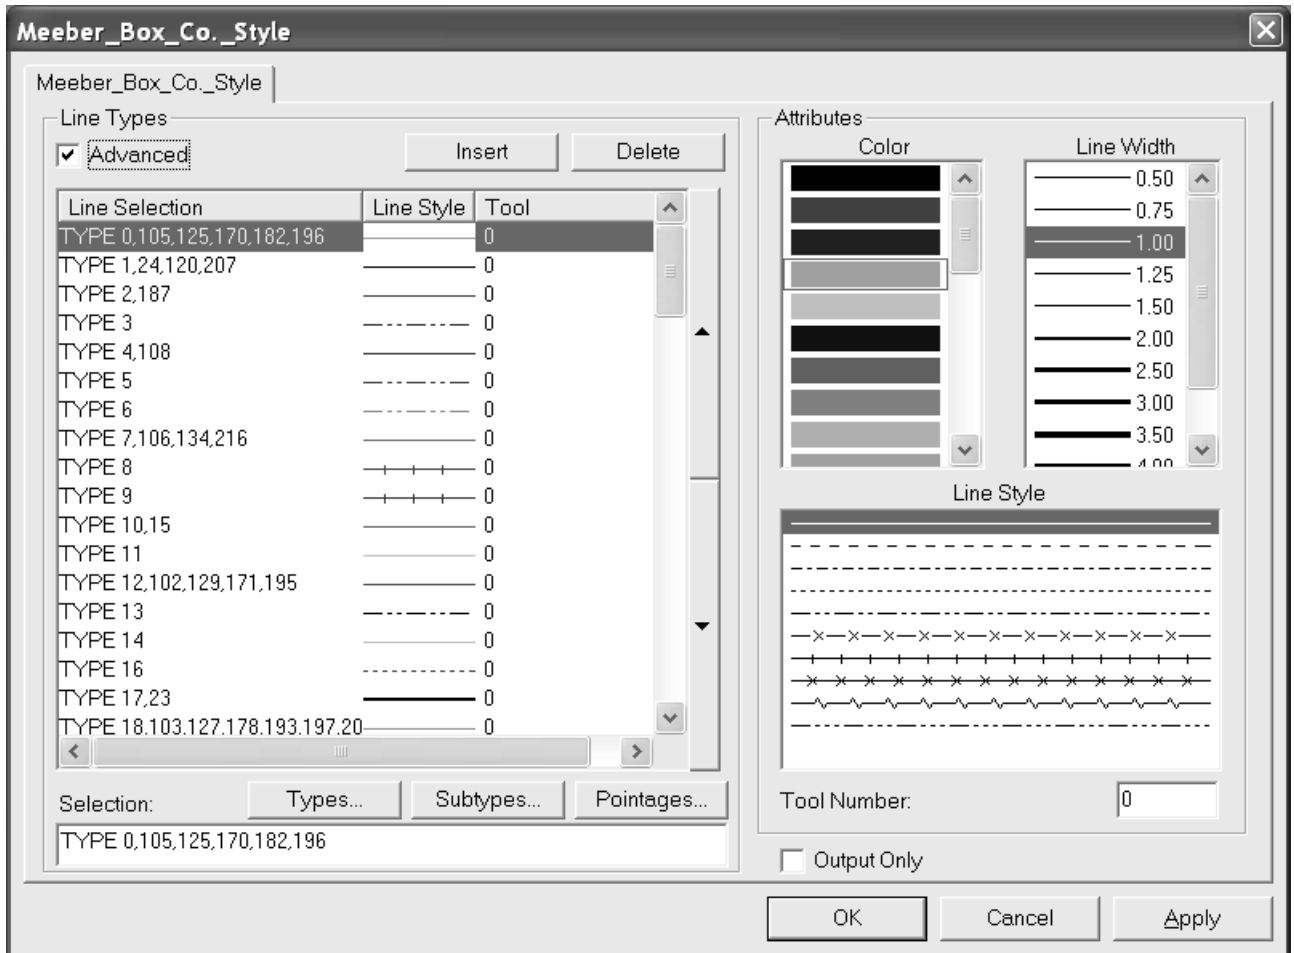 Meeber_Box_Co._Style
Meeber_Box_Co._Style
Line Types
Advanced
Insert
Delete
Line Selection Line Style Tool
TYPE 0,105,125,170,182,196 0
TYPE 1,24,120,207 0
TYPE 2,187 0
TYPE 3 0
TYPE 4,108 0
TYPE 5 0
TYPE 6 0
TYPE 7,106,134,216 0
TYPE 8 0
TYPE 9 0
TYPE 10,15 0
TYPE 11 0
TYPE 12,102,129,171,195 0
TYPE 13 0
TYPE 14 0
TYPE 16 0
TYPE 17,23 0
TYPE 18,103,127,178,193,197,20 0
Selection:
Types...
Subtypes...
Pointages...
TYPE 0,105,125,170,182,196
Attributes
Color
Line Width
0.50
0.75
1.00
1.25
1.50
2.00
2.50
3.00
3.50
4.00
Line Style
Tool Number:
0
Output Only
OK
Cancel
Apply